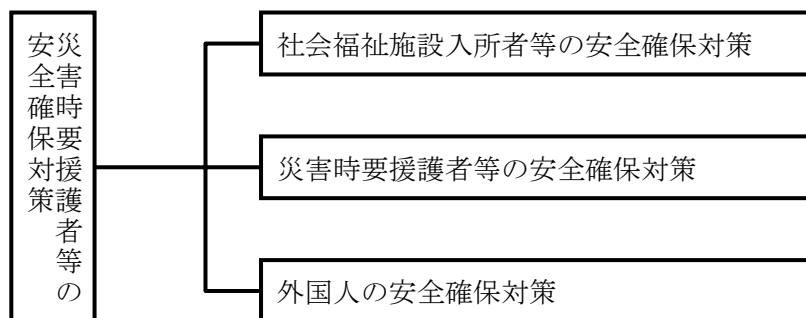 災害時要援護者等の
安全確保対策
社会福祉施設入所者等の安全確保対策
災害時要援護者等の安全確保対策
外国人の安全確保対策